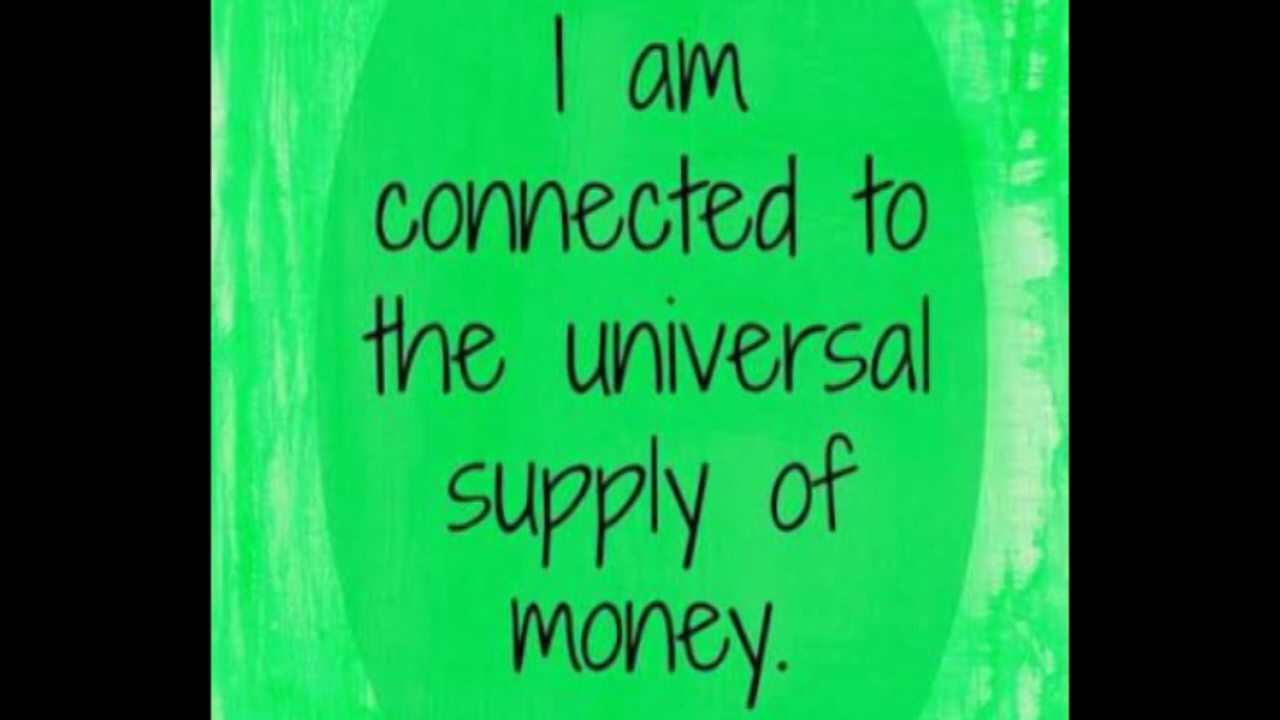 I am
connected to
the universal
supply of
money.